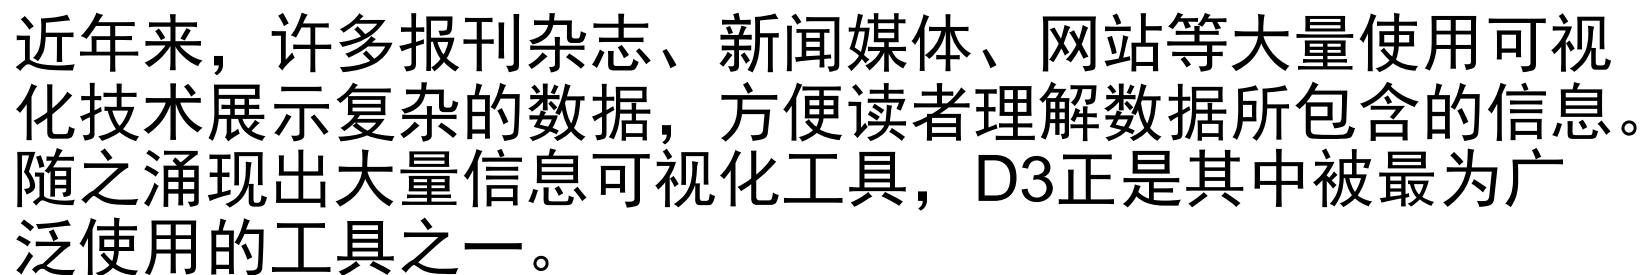 近年来，许多报刊杂志、新闻媒体、网站等大量使用可视
化技术展示复杂的数据，方便读者理解数据所包含的信息。
随之涌现出大量信息可视化工具，D3正是其中被最为广
泛使用的工具之一。